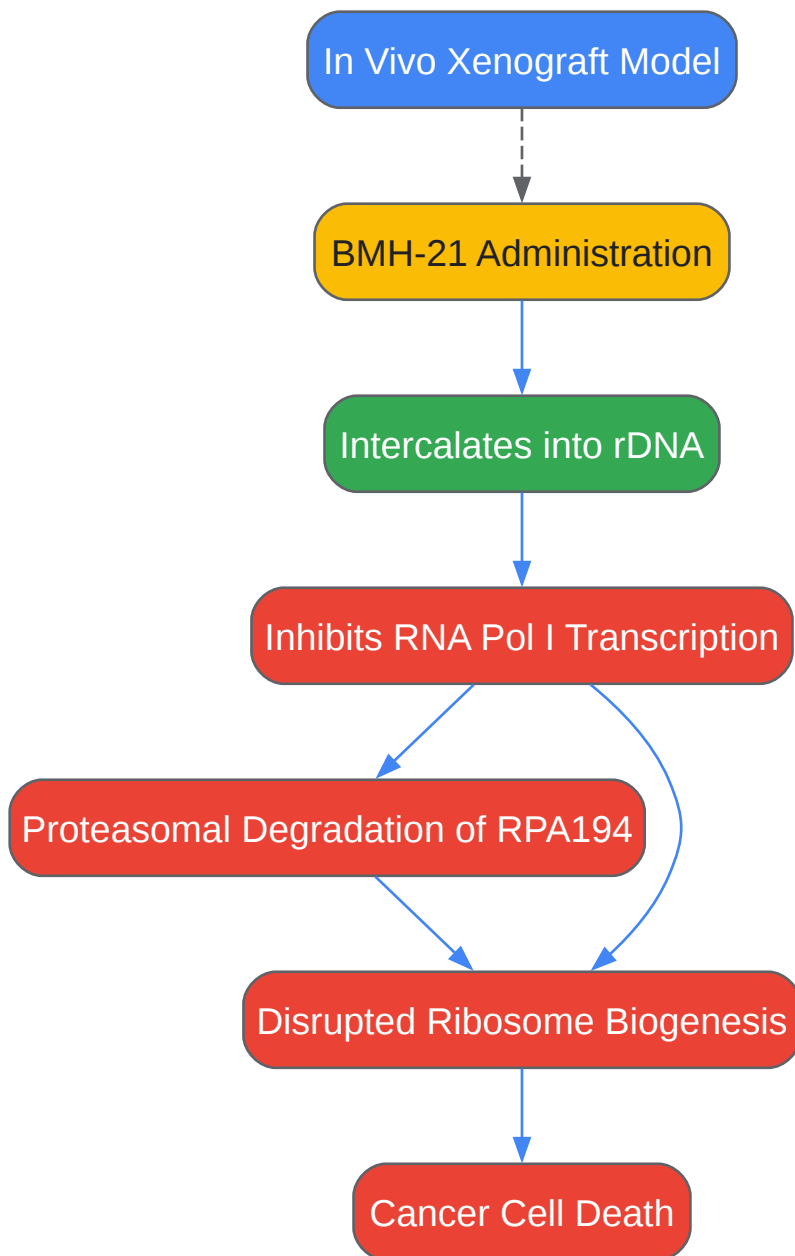 In Vivo Xenograft Model
BMH-21 Administration
Intercalates into rDNA
Inhibits RNA Pol I Transcription
Proteasomal Degradation of RPA194
Disrupted Ribosome Biogenesis
Cancer Cell Death